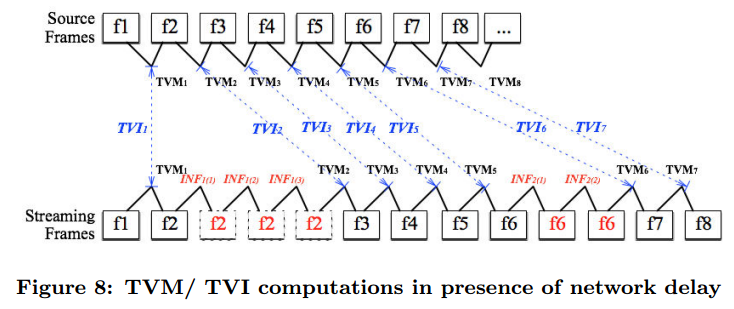 Source Frames f1 f2 f3 f4 f5 f6 f7 f8 ...
TVM₁ TVM₂ TVM₃ TVM₄ TVM₅ TVM₆ TVM₇ TVM₈
TVI₁ TVI₂ TVI₃ TVI₄ TVI₅ TVI₆ TVI₇
TVM₁ INF₁₍₁₎ INF₁₍₂₎ INF₁₍₃₎ TVM₂ TVM₃ TVM₄ TVM₅ INF₂₍₁₎ INF₂₍₂₎ TVM₆ TVM₇
Streaming Frames f1 f2 f2 f2 f2 f3 f4 f5 f6 f6 f6 f7 f8
Figure 8: TVM/ TVI computations in presence of network delay